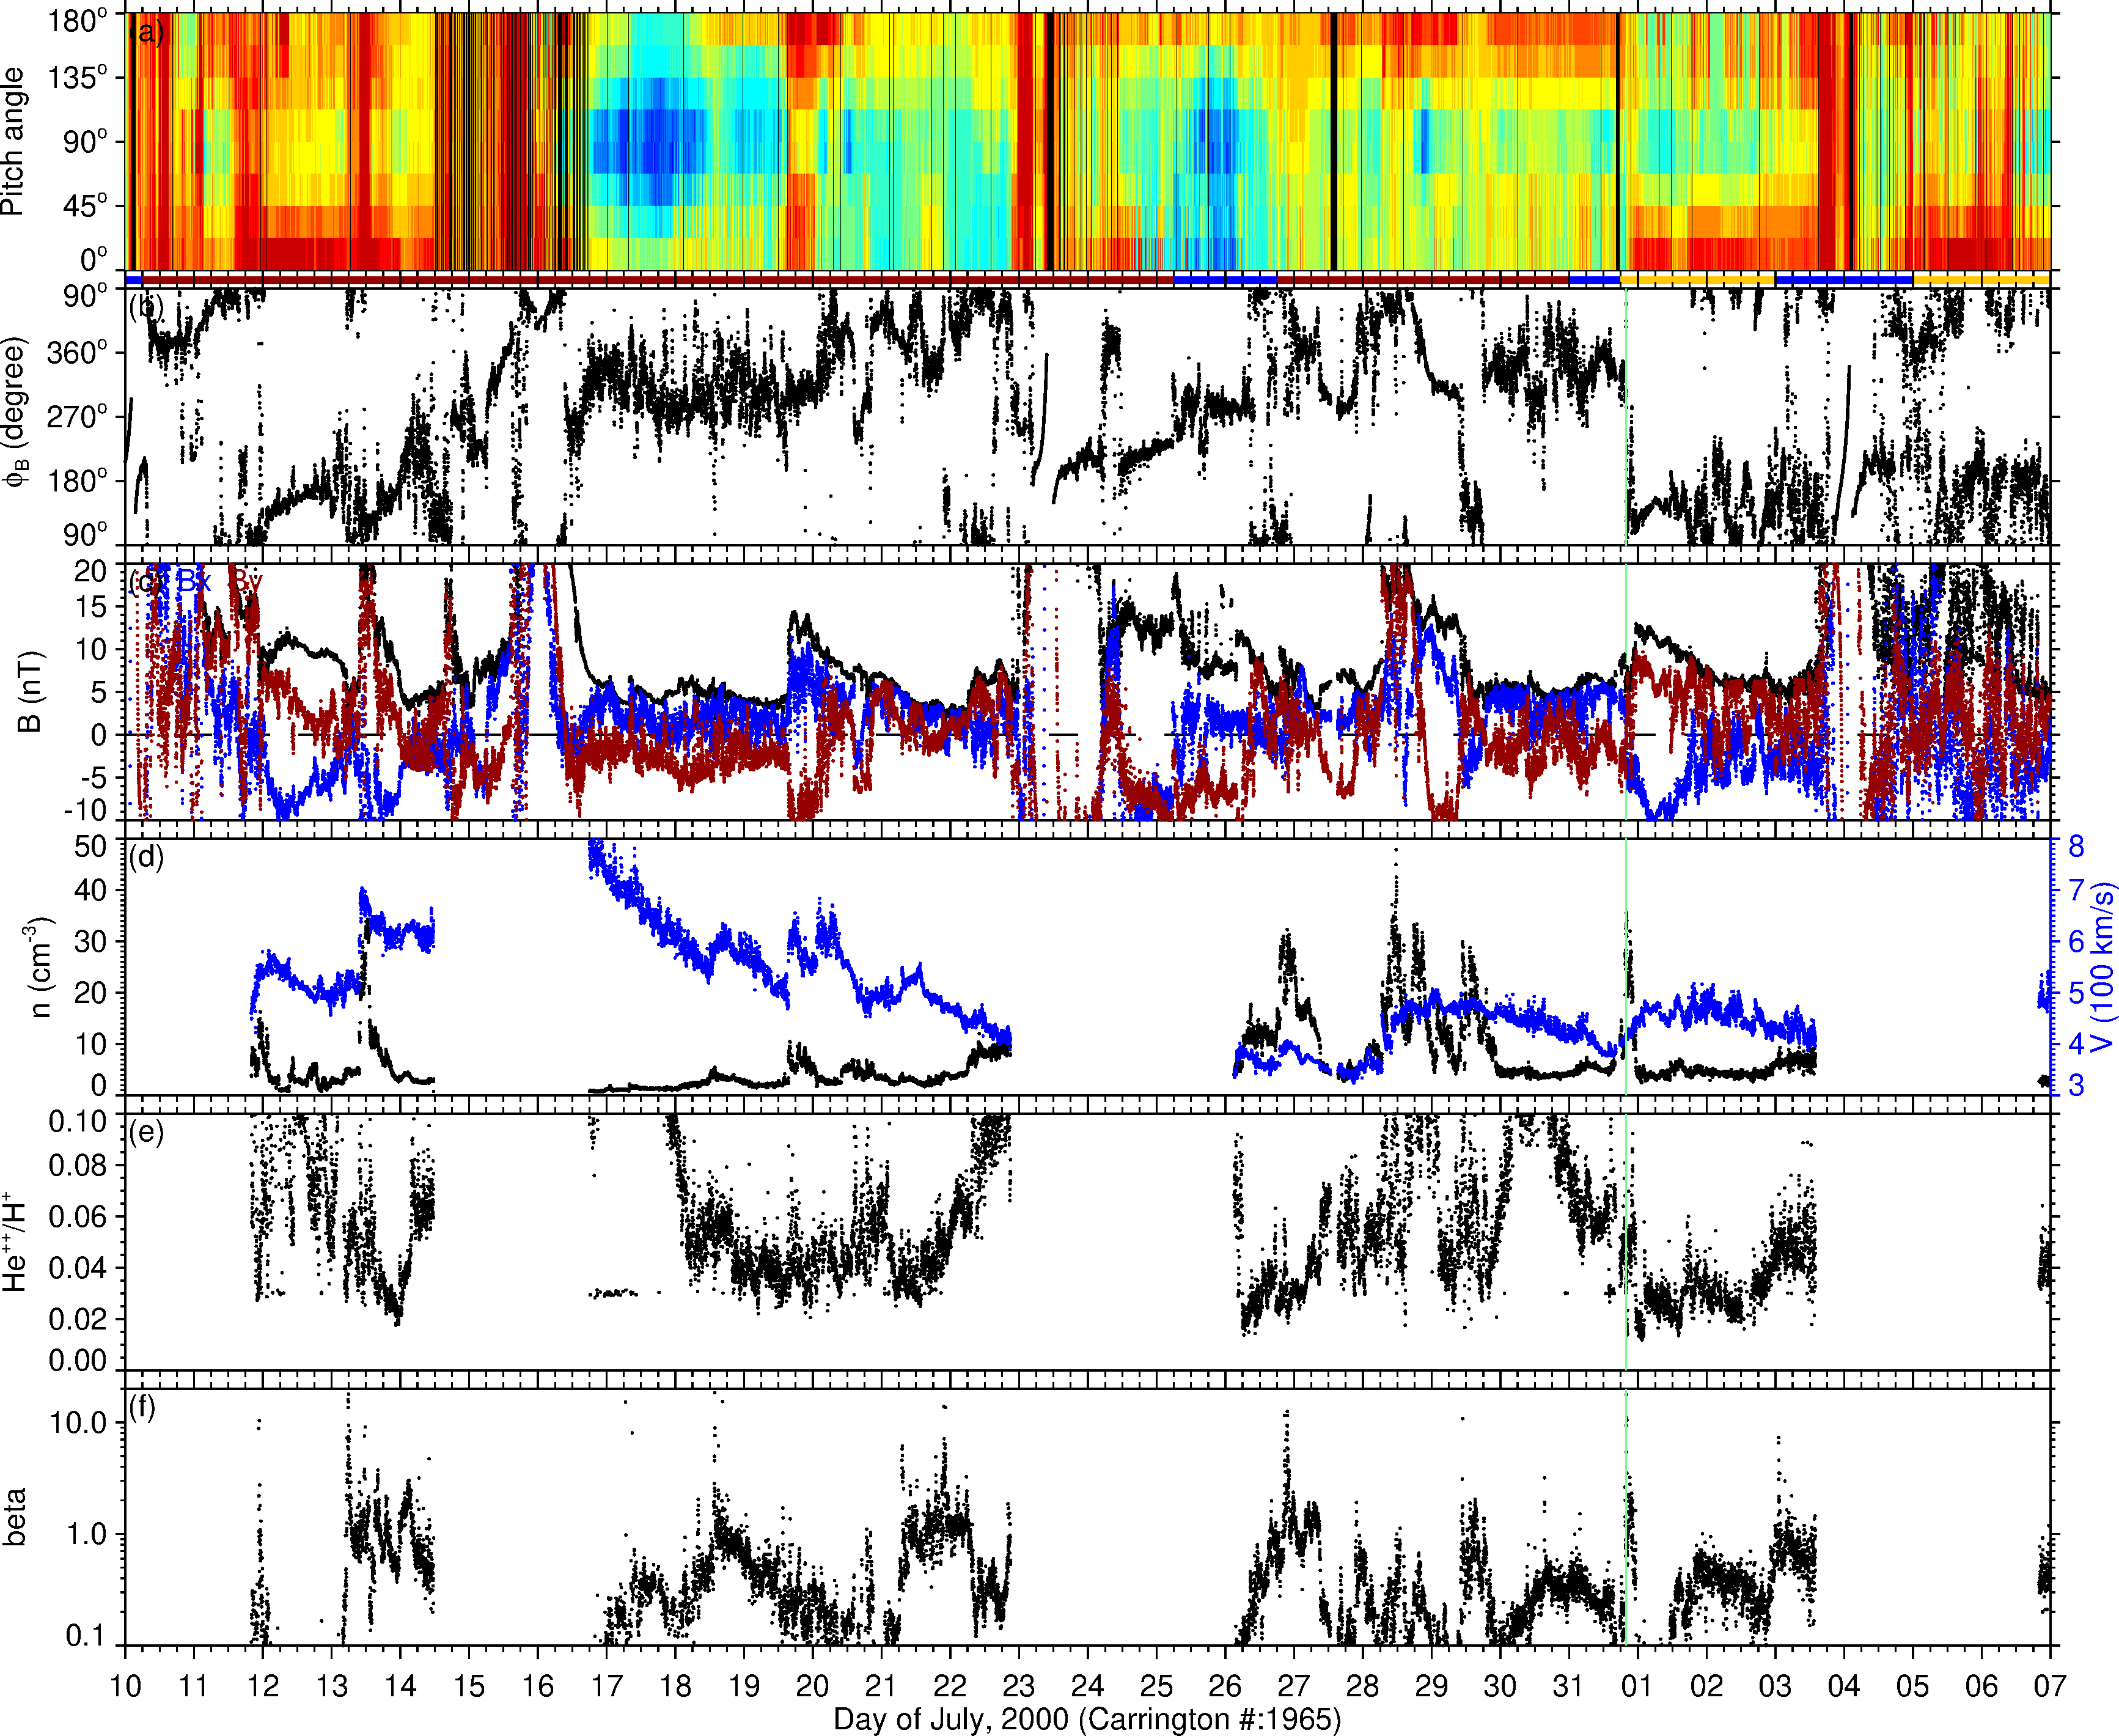 (a)
180°
135°
90°
45°
0°
Pitch angle
(b)
90°
360°
270°
180°
90°
ϕB (degree)
Bx By
20
15
10
5
0
-5
-10
B (nT)
(d)
50
40
30
20
10
0
n (cm-3)
8
7
6
5
4
3
V (100 km/s)
(e)
0.10
0.08
0.06
0.04
0.02
0.00
He++/H+
(f)
10.0
1.0
0.1
beta
10 11 12 13 14 15 16 17 18 19 20 21 22 23 24 25 26 27 28 29 30 31 01 02 03 04 05 06 07
Day of July, 2000 (Carrington #:1965)